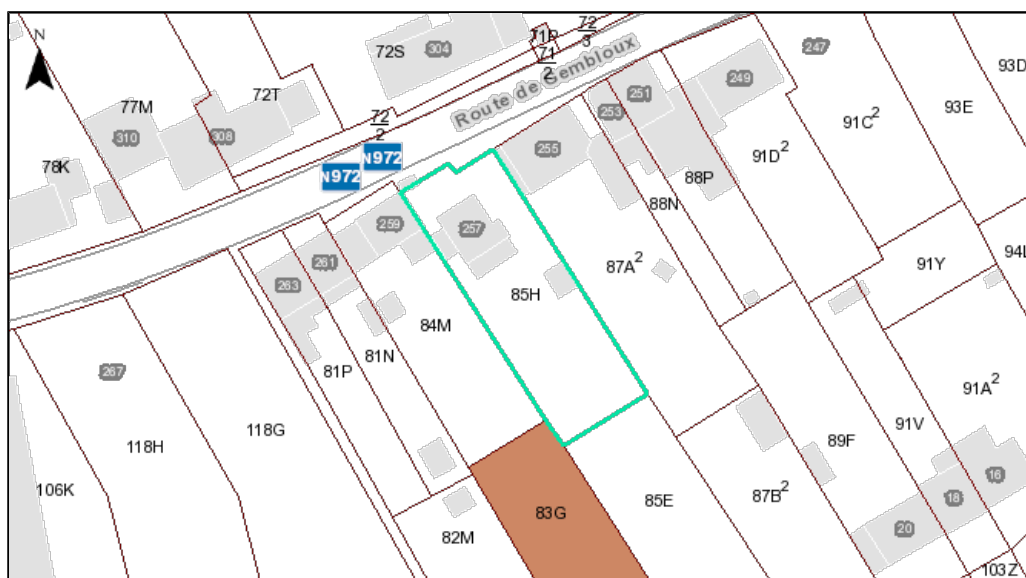 N
304
71P
72
3
247
72S
71
2
93D
Route de Gembloux
249
77M
72T
251
93E
310
308
72
2
253
91C²
255
91D²
N972
78K
N972
88P
88N
259
257
91Y
94L
261
87A²
263
85H
84M
81N
267
81P
91A²
91V
118G
89F
118H
106K
16
87B²
18
85E
83G
20
82M
103Z